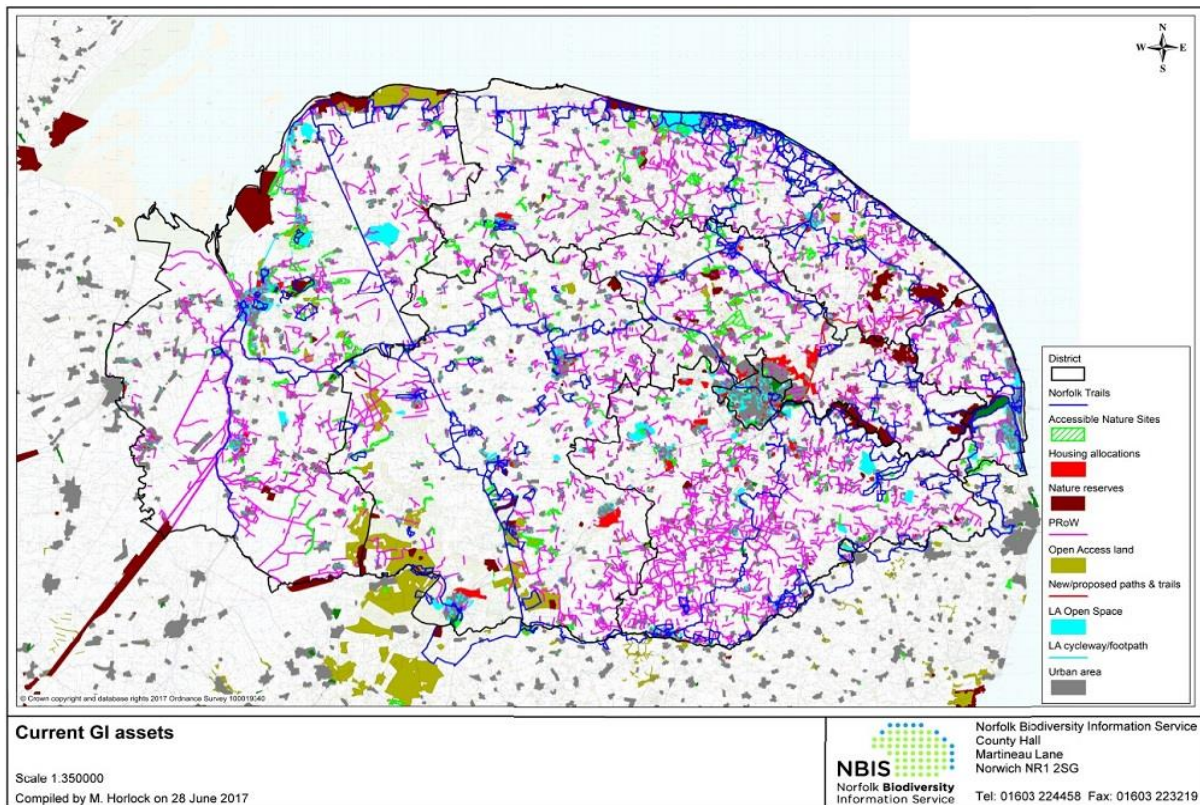 N
W E
S
District
Norfolk Trails
Accessible Nature Sites
Housing allocations
Nature reserves
PRoW
Open Access land
New/proposed paths & trails
LA Open Space
LA cycleway/footpath
Urban area
© Crown copyright and database rights 2017 Ordnance Survey 100019340
Current GI assets
Scale 1:350000
Compiled by M. Horlock on 28 June 2017
NBIS
Norfolk Biodiversity
Information Service
Norfolk Biodiversity Information Service
County Hall
Martineau Lane
Norwich NR1 2SG
Tel: 01603 224458 Fax: 01603 223219